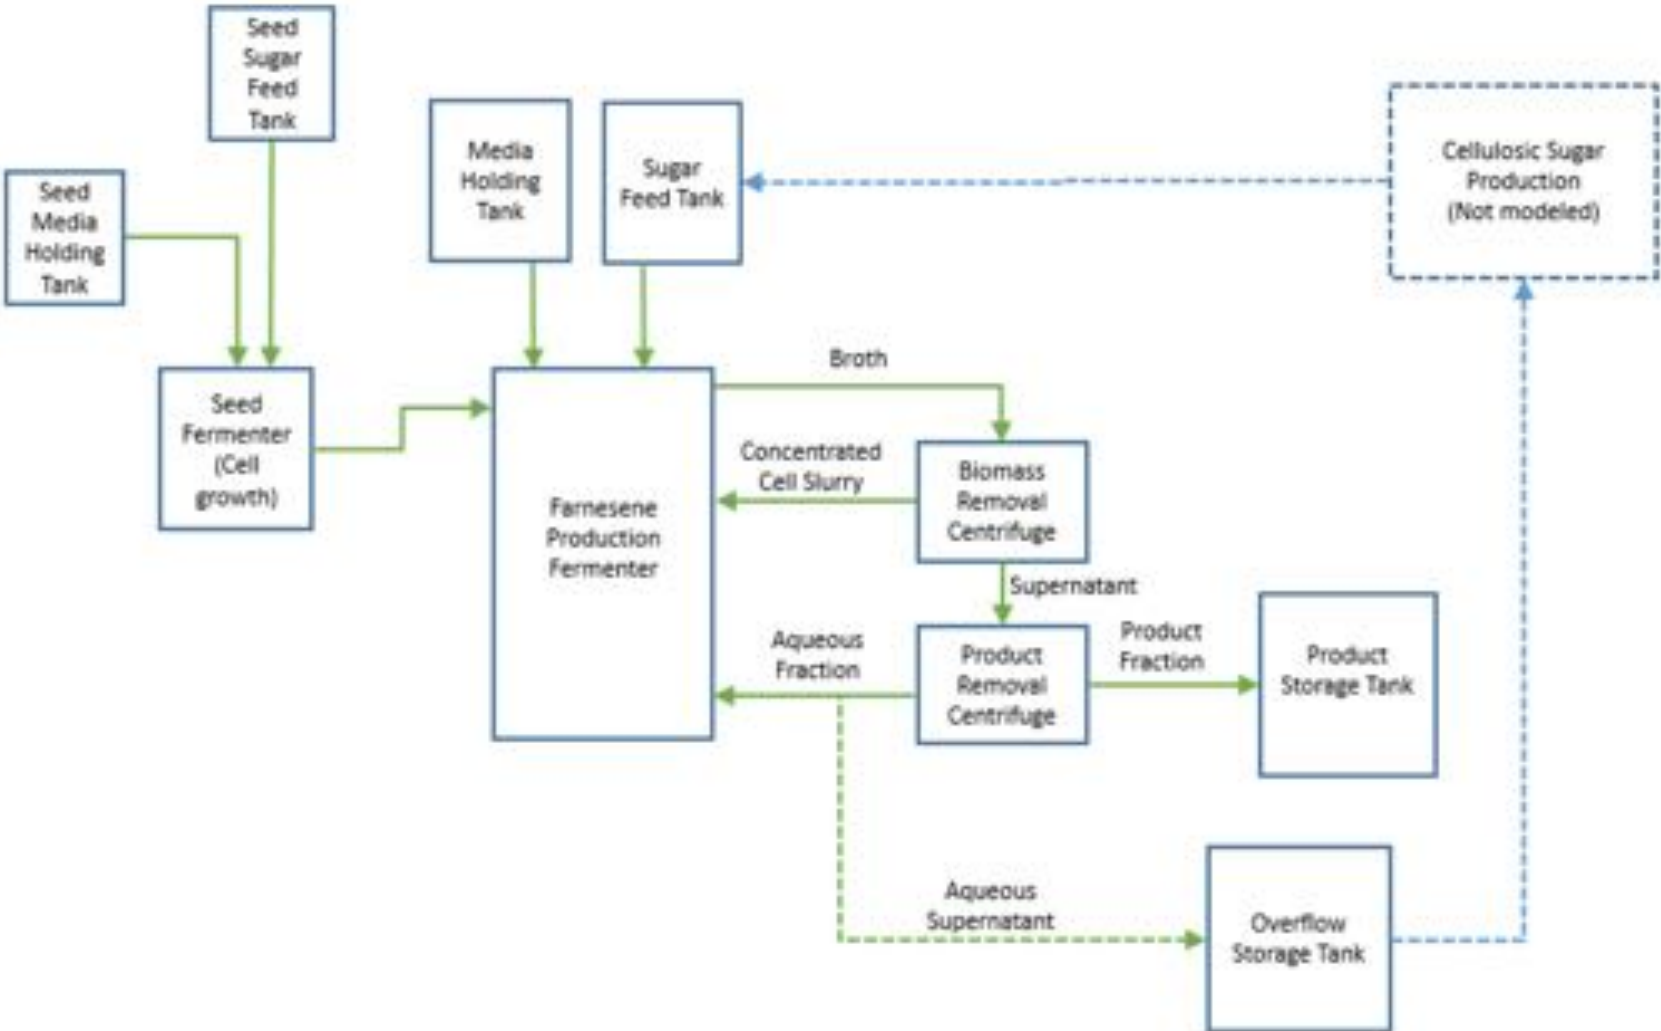 Seed
Sugar
Feed
Tank
Seed
Media
Holding
Tank
Media
Holding
Tank
Sugar
Feed Tank
Cellulosic Sugar
Production
(Not modeled)
Seed
Fermenter
(Cell
growth)
Farnesene
Production
Fermenter
Broth
Concentrated
Cell Slurry
Biomass
Removal
Centrifuge
Supernatant
Aqueous
Fraction
Product
Removal
Centrifuge
Product
Fraction
Product
Storage Tank
Aqueous
Supernatant
Overflow
Storage Tank